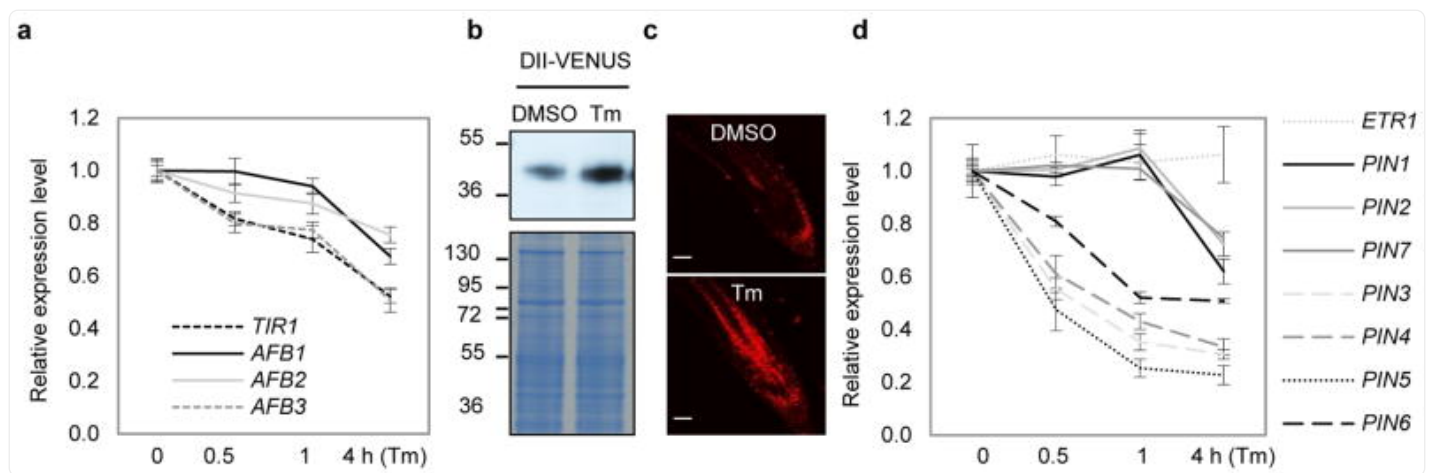 a
Relative expression level
1.2
1.0
0.8
0.6
0.4
0.2
0.0
0 0.5 1 4 h (Tm)
TIR1
AFB1
AFB2
AFB3
b
DII-VENUS
DMSO Tm
55
36
130
95
72
55
36
c
DMSO
Tm
d
Relative expression level
1.2
1.0
0.8
0.6
0.4
0.2
0.0
0 0.5 1 4 h (Tm)
ETR1
PIN1
PIN2
PIN7
PIN3
PIN4
PIN5
PIN6